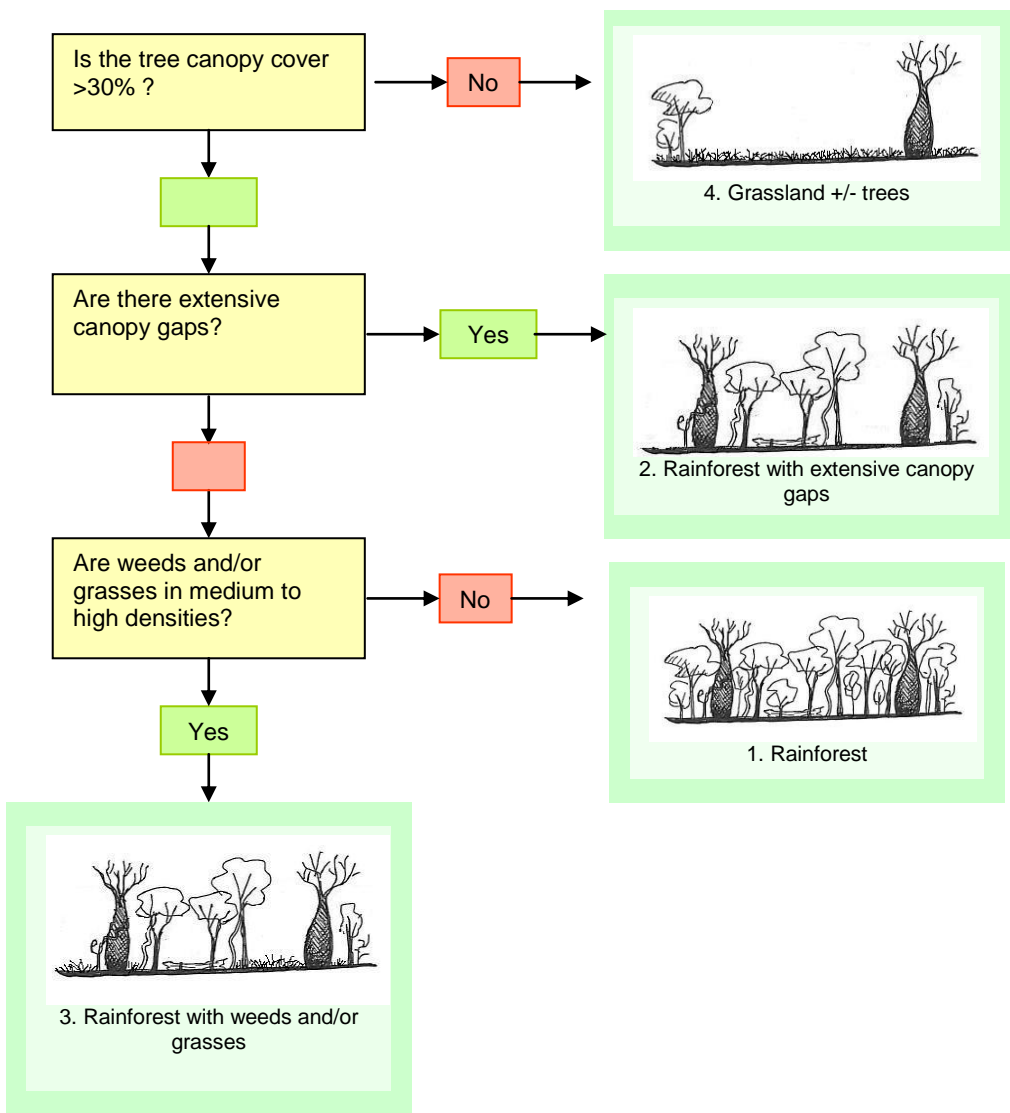 Is the tree canopy cover
>30% ?
No
4. Grassland +/- trees
Are there extensive
canopy gaps?
Yes
2. Rainforest with extensive canopy
gaps
Are weeds and/or
grasses in medium to
high densities?
No
1. Rainforest
Yes
3. Rainforest with weeds and/or
grasses